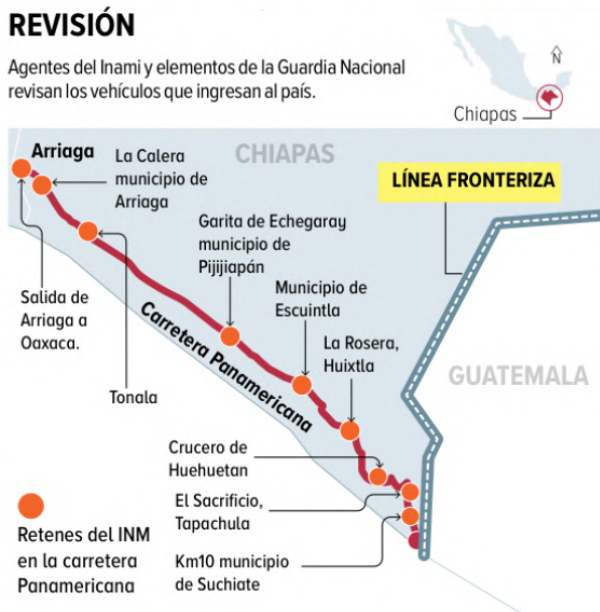 REVISIÓN
Agentes del Inami y elementos de la Guardia Nacional
revisan los vehículos que ingresan al país.
N
Chiapas
Arriaga
La Calera
municipio de
Arriaga
CHIAPAS
LÍNEA FRONTERIZA
Garita de Echegaray
municipio de
Pijijiapán
Salida de
Arriaga a
Oaxaca.
Municipio de
Escuintla
Carretera Panamericana
La Rosera,
Huixtla
GUATEMALA
Tonala
Crucero de
Huehuetan
El Sacrificio,
Tapachula
Km10 municipio
de Suchiate
Retenes del INM
en la carretera
Panamericana